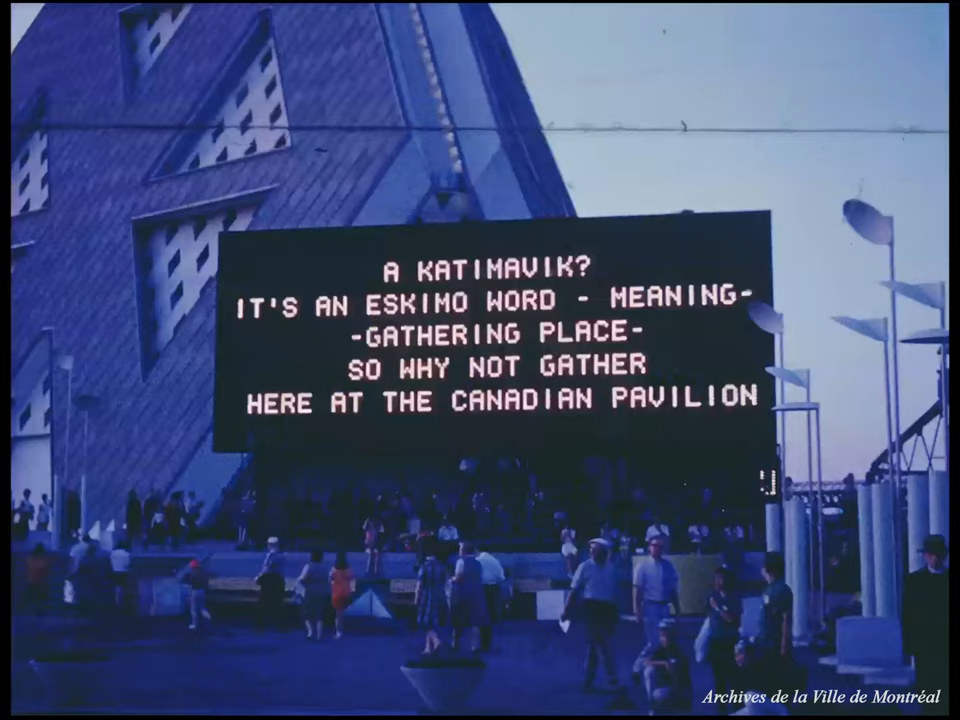 A KATIMAVIK?
IT'S AN ESKIMO WORD - MEANING-
-GATHERING PLACE-
SO WHY NOT GATHER
HERE AT THE CANADIAN PAVILION
Archives de la Ville de Montréal